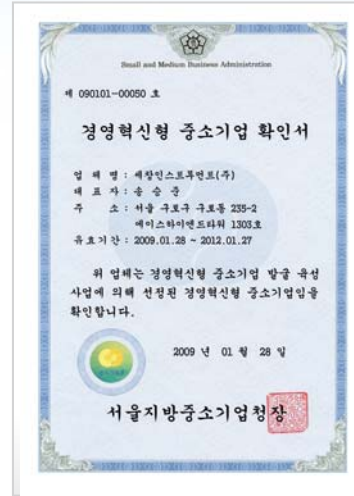 Small and Medium Business Administration
제 090101-00050 호
경영혁신형 중소기업 확인서
업 체 명 : 세창인스트루먼트(주)
대 표 자 : 송 승 준
주 소 : 서울 구로구 구로동 235-2
에이스하이엔드타워 1303호
유효기간 : 2009.01.28 ~ 2012.01.27
위 업체는 경영혁신형 중소기업 발굴 육성
사업에 의해 선정된 경영혁신형 중소기업임을
확인합니다.
2009 년 01 월 28 일
서울지방중소기업청장